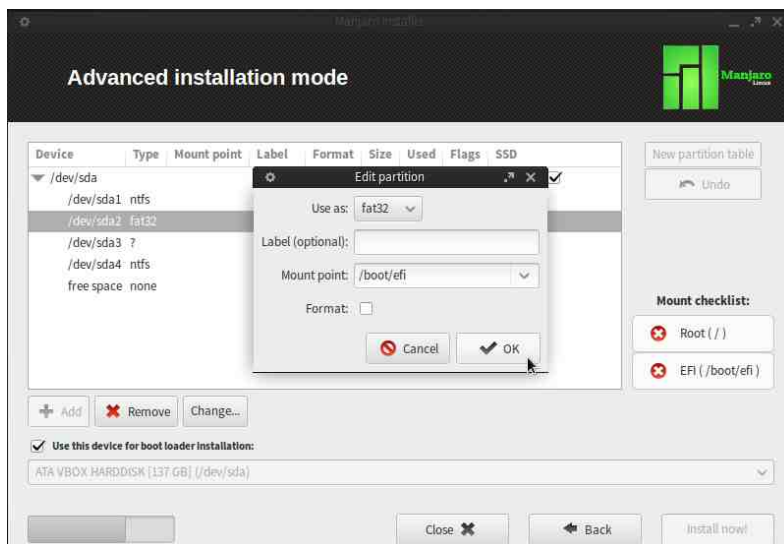 Manjaro Installer
Advanced installation mode
Manjaro
Linux
Device Type Mount point Label Format Size Used Flags SSD
/dev/sda
/dev/sda1 ntfs
/dev/sda2 fat32
/dev/sda3 ?
/dev/sda4 ntfs
free space none
Edit partition
Use as: fat32
Label (optional):
Mount point: /boot/efi
Format:
Cancel OK
New partition table
Undo
Mount checklist:
Root ( / )
EFI ( /boot/efi )
Add Remove Change...
Use this device for boot loader installation:
ATA VBOX HARDDISK [137 GB] (/dev/sda)
Close Back Install now!